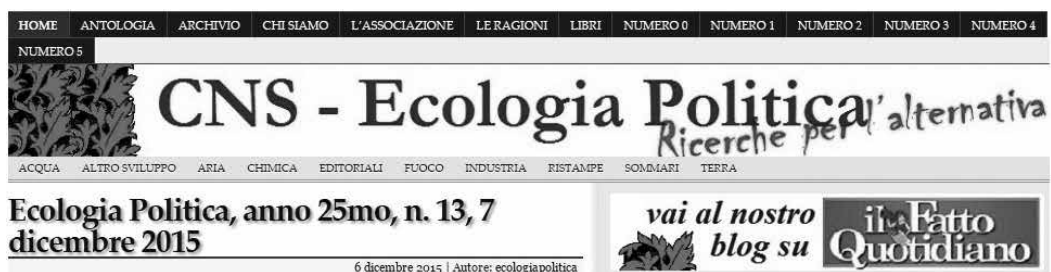 HOME ANTOLOGIA ARCHIVIO CHI SIAMO L'ASSOCIAZIONE LE RAGIONI LIBRI NUMERO 0 NUMERO 1 NUMERO 2 NUMERO 3 NUMERO 4
NUMERO 5
CNS - Ecologia Politica
Ricerche per l'alternativa
ACQUA ALTRO SVILUPPO ARIA CHIMICA EDITORIALI FUOCO INDUSTRIA RISTAMPE SOMMARI TERRA
Ecologia Politica, anno 25mo, n. 13, 7
dicembre 2015
6 dicembre 2015 | Autore: ecologiapolitica
vai al nostro
blog su
il Fatto
Quotidiano